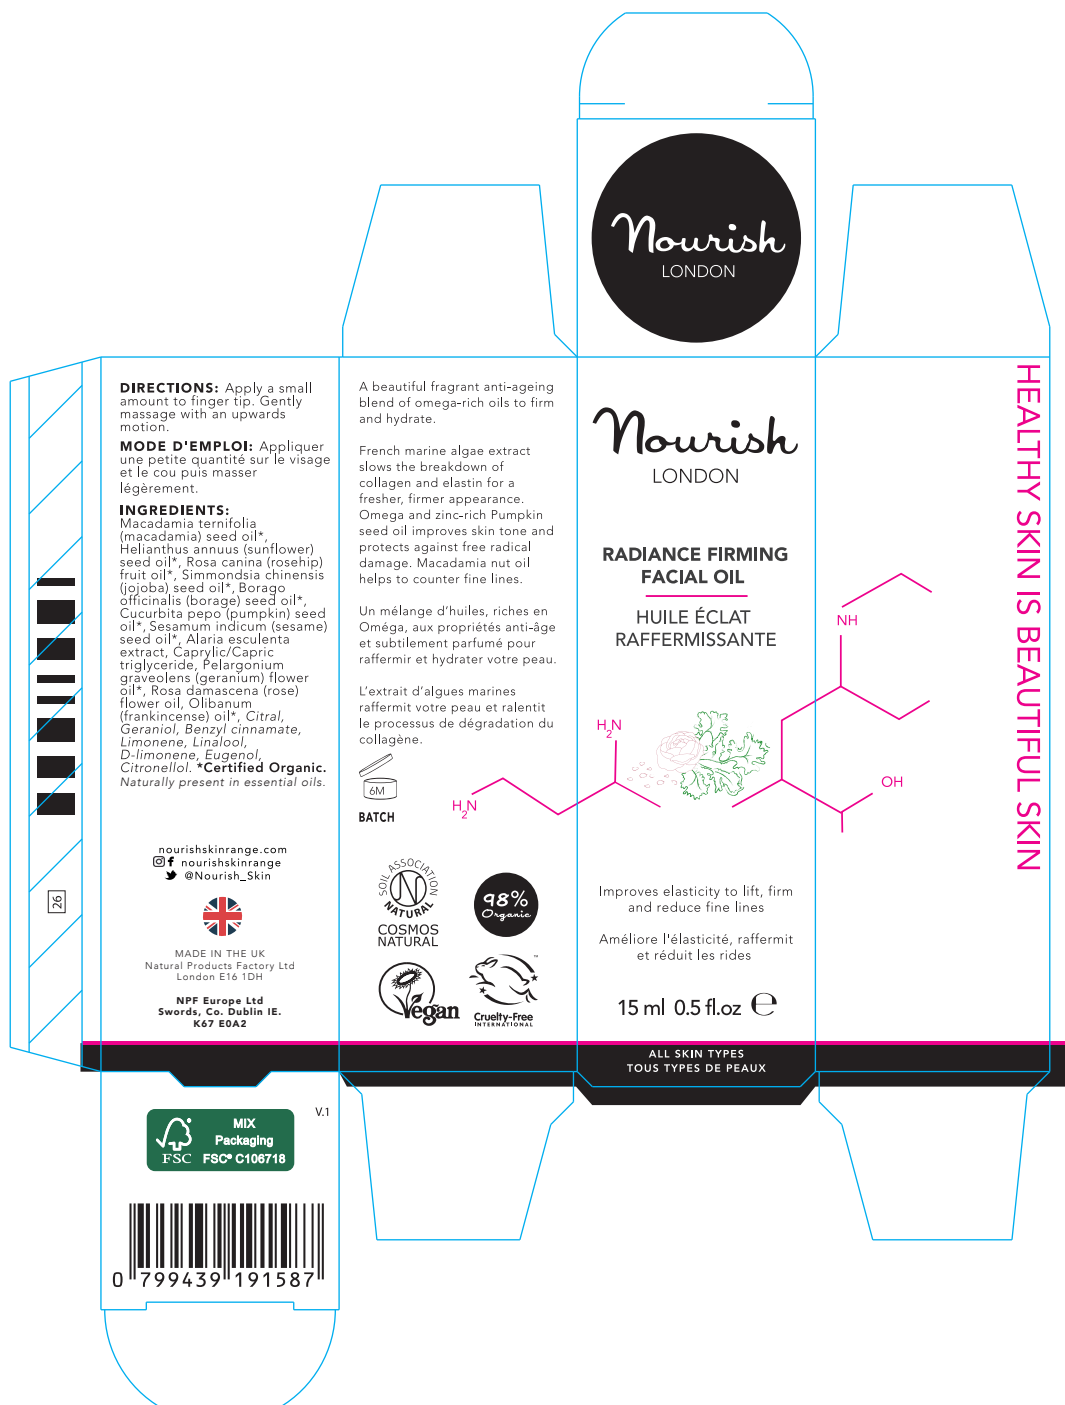 Nourish
LONDON
DIRECTIONS: Apply a small
amount to finger tip. Gently
massage with an upwards
motion.
MODE D'EMPLOI: Appliquer
une petite quantité sur le visage
et le cou puis masser
légèrement.
INGREDIENTS:
Macadamia ternifolia
(macadamia) seed oil*,
Helianthus annuus (sunflower)
seed oil*, Rosa canina (rosehip)
fruit oil*, Simmondsia chinensis
(jojoba) seed oil*, Borago
officinalis (borage) seed oil*,
Cucurbita pepo (pumpkin) seed
oil*, Sesamum indicum (sesame)
seed oil*, Alaria esculenta
extract, Caprylic/Capric
triglyceride, Pelargonium
graveolens (geranium) flower
oil*, Rosa damascena (rose)
flower oil, Olibanum
(frankincense) oil*, Citral,
Geraniol, Benzyl cinnamate,
Limonene, Linalool,
D-limonene, Eugenol,
Citronellol. *Certified Organic.
Naturally present in essential oils.
nourishskinrange.com
nourishskinrange
@Nourish_Skin
MADE IN THE UK
Natural Products Factory Ltd
London E16 1DH
NPF Europe Ltd
Swords, Co. Dublin IE.
K67 E0A2
26
A beautiful fragrant anti-ageing
blend of omega-rich oils to firm
and hydrate.
French marine algae extract
slows the breakdown of
collagen and elastin for a
fresher, firmer appearance.
Omega and zinc-rich Pumpkin
seed oil improves skin tone and
protects against free radical
damage. Macadamia nut oil
helps to counter fine lines.
Un mélange d'huiles, riches en
Oméga, aux propriétés anti-âge
et subtilement parfumé pour
raffermir et hydrater votre peau.
L'extrait d'algues marines
raffermit votre peau et ralentit
le processus de dégradation du
collagène.
6M
BATCH
SOIL ASSOCIATION
NATURAL
COSMOS
NATURAL
98%
Organic
Vegan
Cruelty-Free
INTERNATIONAL
™
Nourish
LONDON
RADIANCE FIRMING
FACIAL OIL
HUILE ÉCLAT
RAFFERMISSANTE
H2N
H2N
NH
OH
Improves elasticity to lift, firm
and reduce fine lines
Améliore l'élasticité, raffermit
et réduit les rides
15 ml 0.5 fl.oz ℮
ALL SKIN TYPES
TOUS TYPES DE PEAUX
HEALTHY SKIN IS BEAUTIFUL SKIN
V.1
FSC
MIX
Packaging
FSC® C106718
0 799439 191587